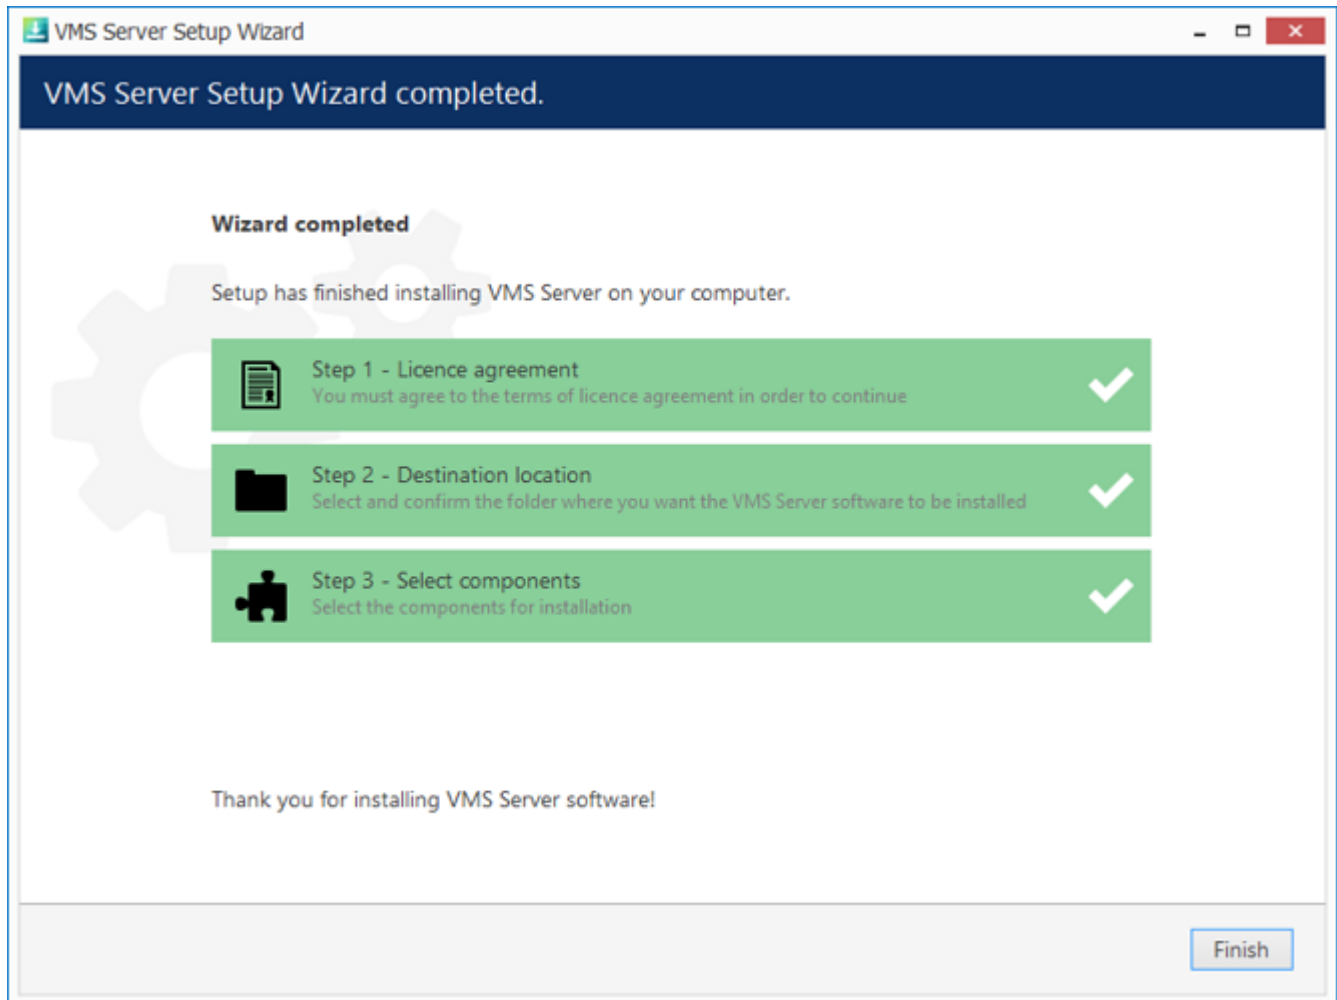 VMS Server Setup Wizard
VMS Server Setup Wizard completed.
Wizard completed
Setup has finished installing VMS Server on your computer.
Step 1 - Licence agreement
You must agree to the terms of licence agreement in order to continue
Step 2 - Destination location
Select and confirm the folder where you want the VMS Server software to be installed
Step 3 - Select components
Select the components for installation
Thank you for installing VMS Server software!
Finish